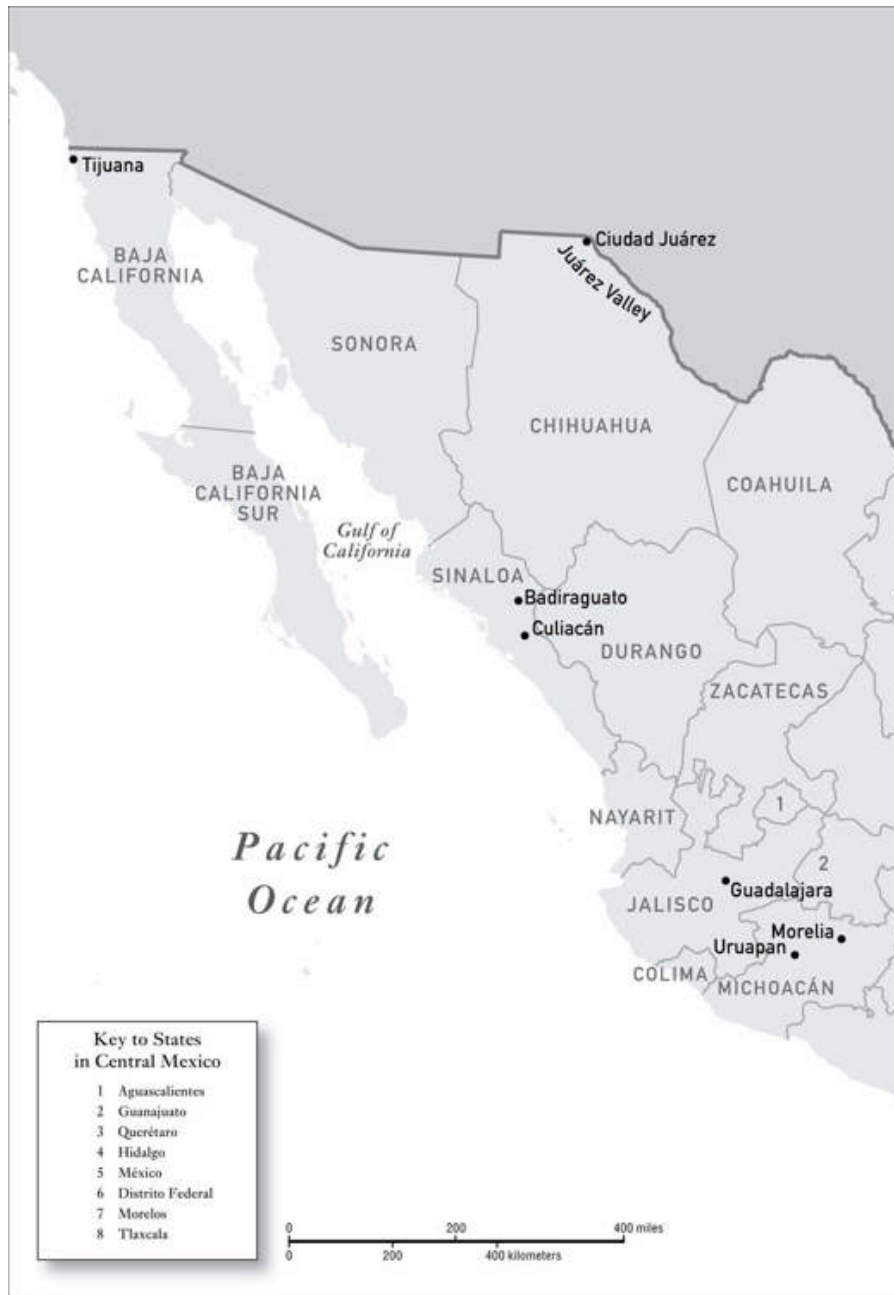 Tijuana
Ciudad Juárez
Juárez Valley
BAJA
CALIFORNIA
SONORA
CHIHUAHUA
COAHUILA
BAJA
CALIFORNIA
SUR
Gulf of
California
SINALOA
Badiraguato
Culiacán
DURANGO
ZACATECAS
NAYARIT
1
Pacific
Ocean
2
Guadalajara
JALISCO
Morelia
Uruapan
COLIMA
MICHOACÁN
Key to States
in Central Mexico
1 Aguascalientes
2 Guanajuato
3 Querétaro
4 Hidalgo
5 México
6 Distrito Federal
7 Morelos
8 Tlaxcala
0 200 400 miles
0 200 400 kilometers